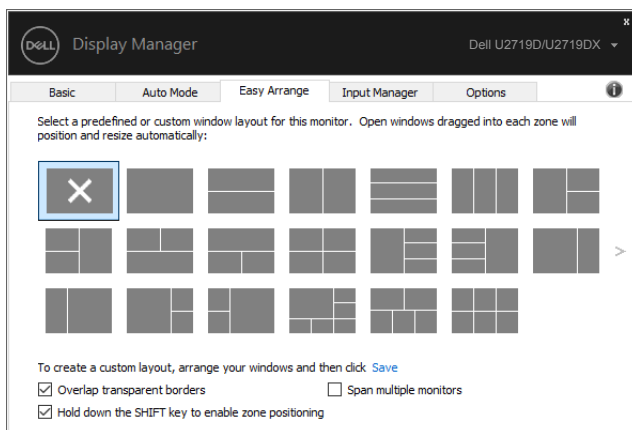 DELL Display Manager Dell U2719D/U2719DX
x
Basic Auto Mode Easy Arrange Input Manager Options
Select a predefined or custom window layout for this monitor. Open windows dragged into each zone will
position and resize automatically:
>
To create a custom layout, arrange your windows and then click Save
Overlap transparent borders Span multiple monitors
Hold down the SHIFT key to enable zone positioning